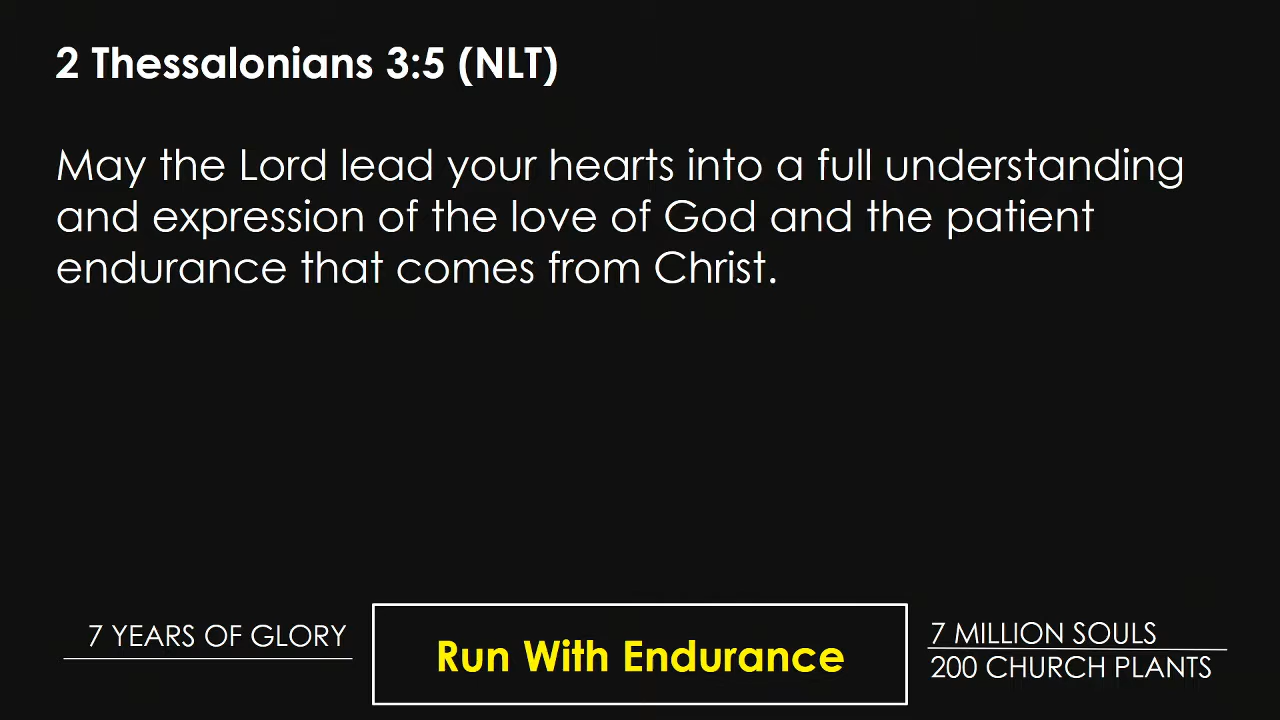 2 Thessalonians 3:5 (NLT)
May the Lord lead your hearts into a full understanding
and expression of the love of God and the patient
endurance that comes from Christ.
7 YEARS OF GLORY
Run With Endurance
7 MILLION SOULS
200 CHURCH PLANTS